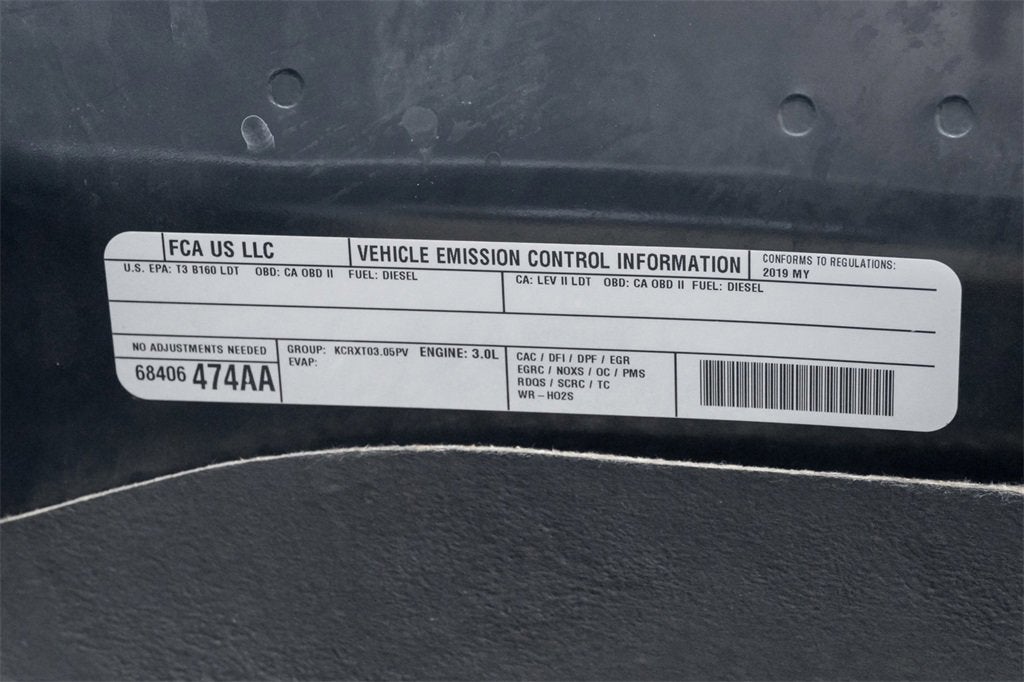 FCA US LLC
VEHICLE EMISSION CONTROL INFORMATION
CONFORMS TO REGULATIONS:
2019 MY
U.S. EPA: T3 B160 LDT OBD: CA OBD II FUEL: DIESEL
CA: LEV II LDT OBD: CA OBD II FUEL: DIESEL
NO ADJUSTMENTS NEEDED
68406 474AA
GROUP: KCRXT03.05PV ENGINE: 3.0L
EVAP:
CAC / DFI / DPF / EGR
EGRC / NOXS / OC / PMS
RDQS / SCRC / TC
WR-HO2S